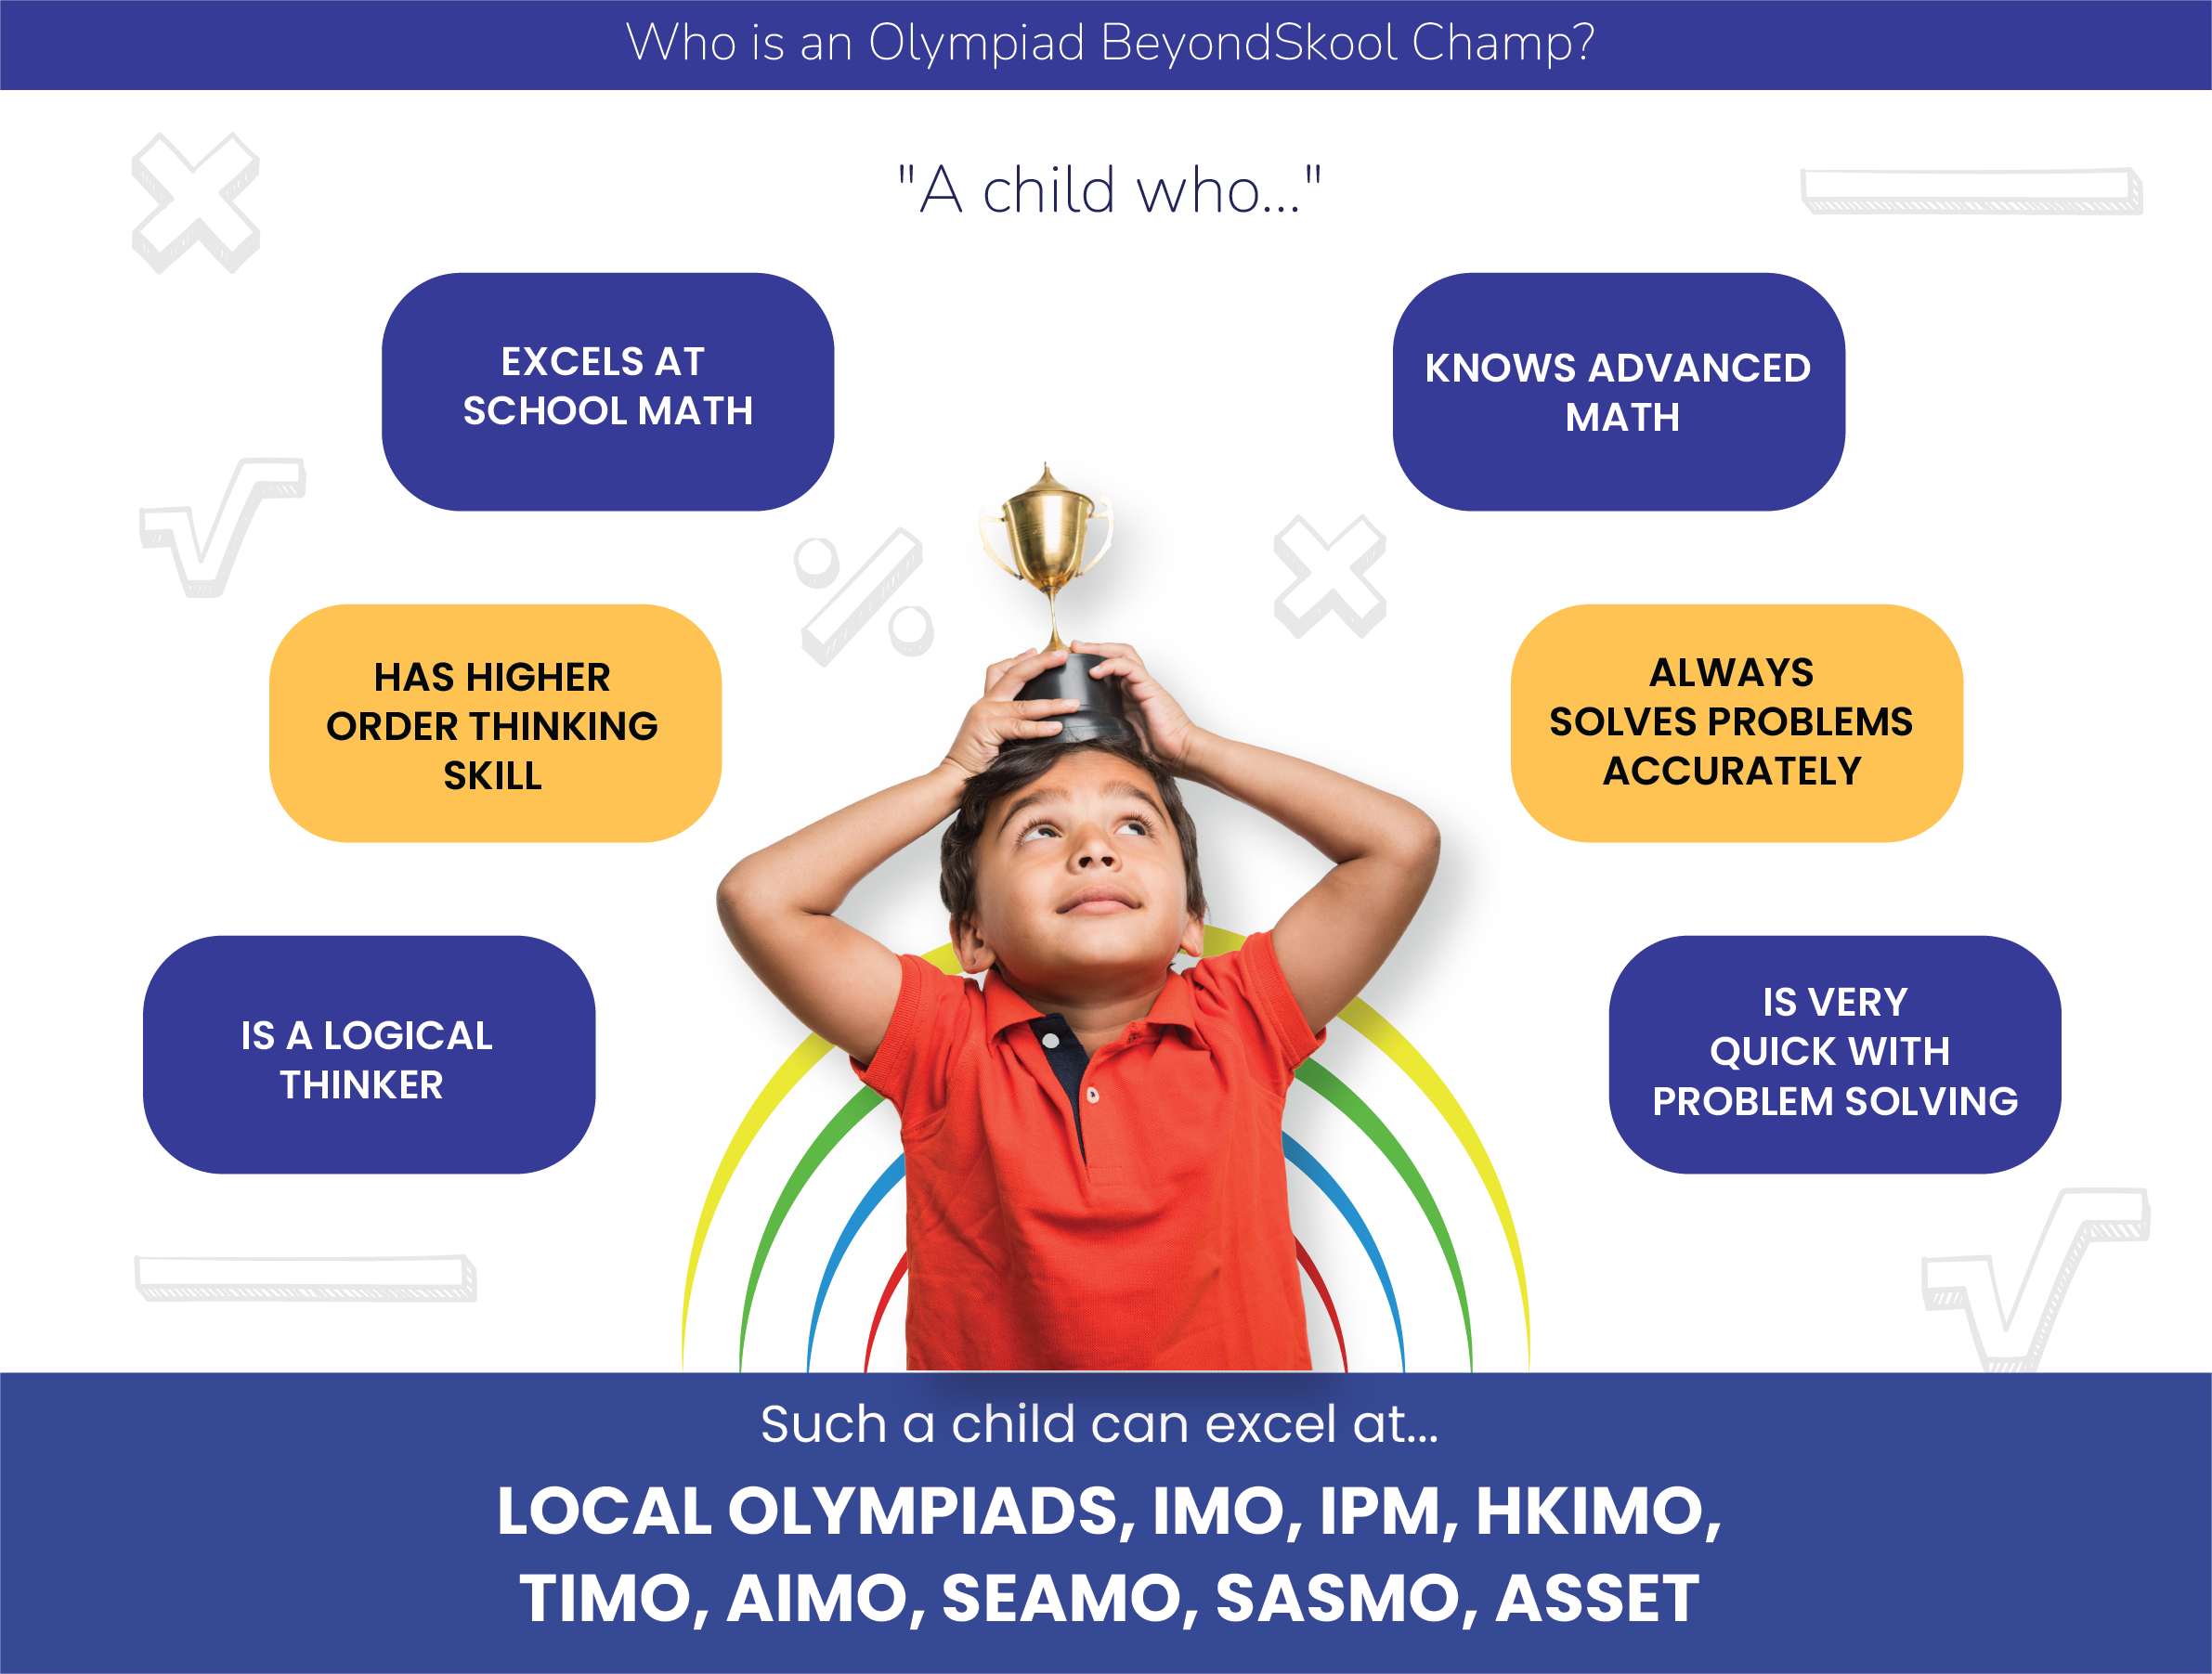 Who is an Olympiad BeyondSkool Champ?
"A child who..."
EXCELS AT
SCHOOL MATH
KNOWS ADVANCED
MATH
HAS HIGHER
ORDER THINKING
SKILL
ALWAYS
SOLVES PROBLEMS
ACCURATELY
IS A LOGICAL
THINKER
IS VERY
QUICK WITH
PROBLEM SOLVING
Such a child can excel at...
LOCAL OLYMPIADS, IMO, IPM, HKIMO,
TIMO, AIMO, SEAMO, SASMO, ASSET